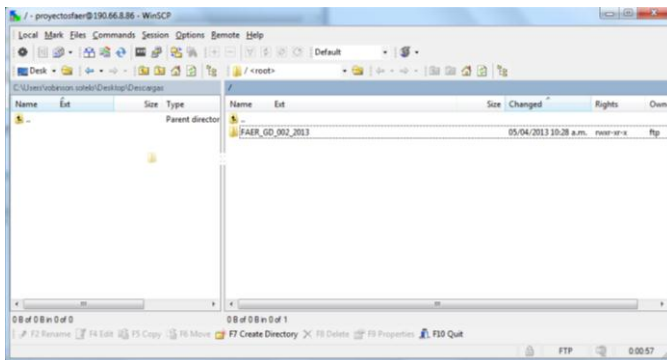 / - proyectosfaer@190.66.8.86 - WinSCP
Local Mark Files Commands Session Options Remote Help
Default
Desk / <root>
C:\Users\robinson.sotelo\Desktop\Descargas /
Name Ext Size Type Name Ext Size Changed Rights Own
.. Parent director ..
FAER_GD_002_2013 05/04/2013 10:28 a.m. rwxr-xr-x ftp
0 B of 0 B in 0 of 0 0 B of 0 B in 0 of 1
F2 Rename F4 Edit F5 Copy F6 Move F7 Create Directory F8 Delete F9 Properties F10 Quit
FTP 0:00:57